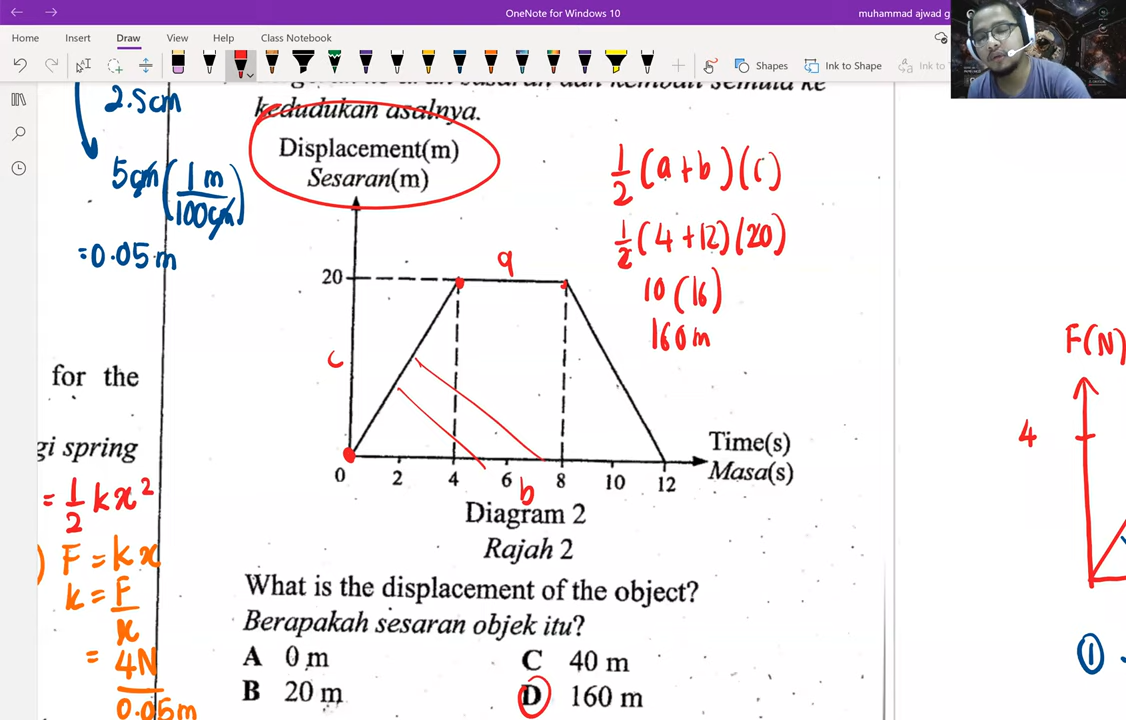 OneNote for Windows 10
muhammad ajwad g
Home Insert Draw View Help Class Notebook
Shapes Ink to Shape Ink to
kedudukan asalnya.
Displacement(m)
Sesaran(m)
20
0 2 4 6 8 10 12
Time(s)
Masa(s)
a
b
c
Diagram 2
Rajah 2
What is the displacement of the object?
Berapakah sesaran objek itu?
A 0 m
B 20 m
C 40 m
D 160 m
1/2 (a+b)(c)
1/2 (4+12)(20)
10 (16)
160 m
2.5cm
5cm (1m/100cm)
=0.05m
for the
gi spring
= 1/2 kx²
) F = kx
k = F/x
= 4N/0.05m
F(N)
4
1